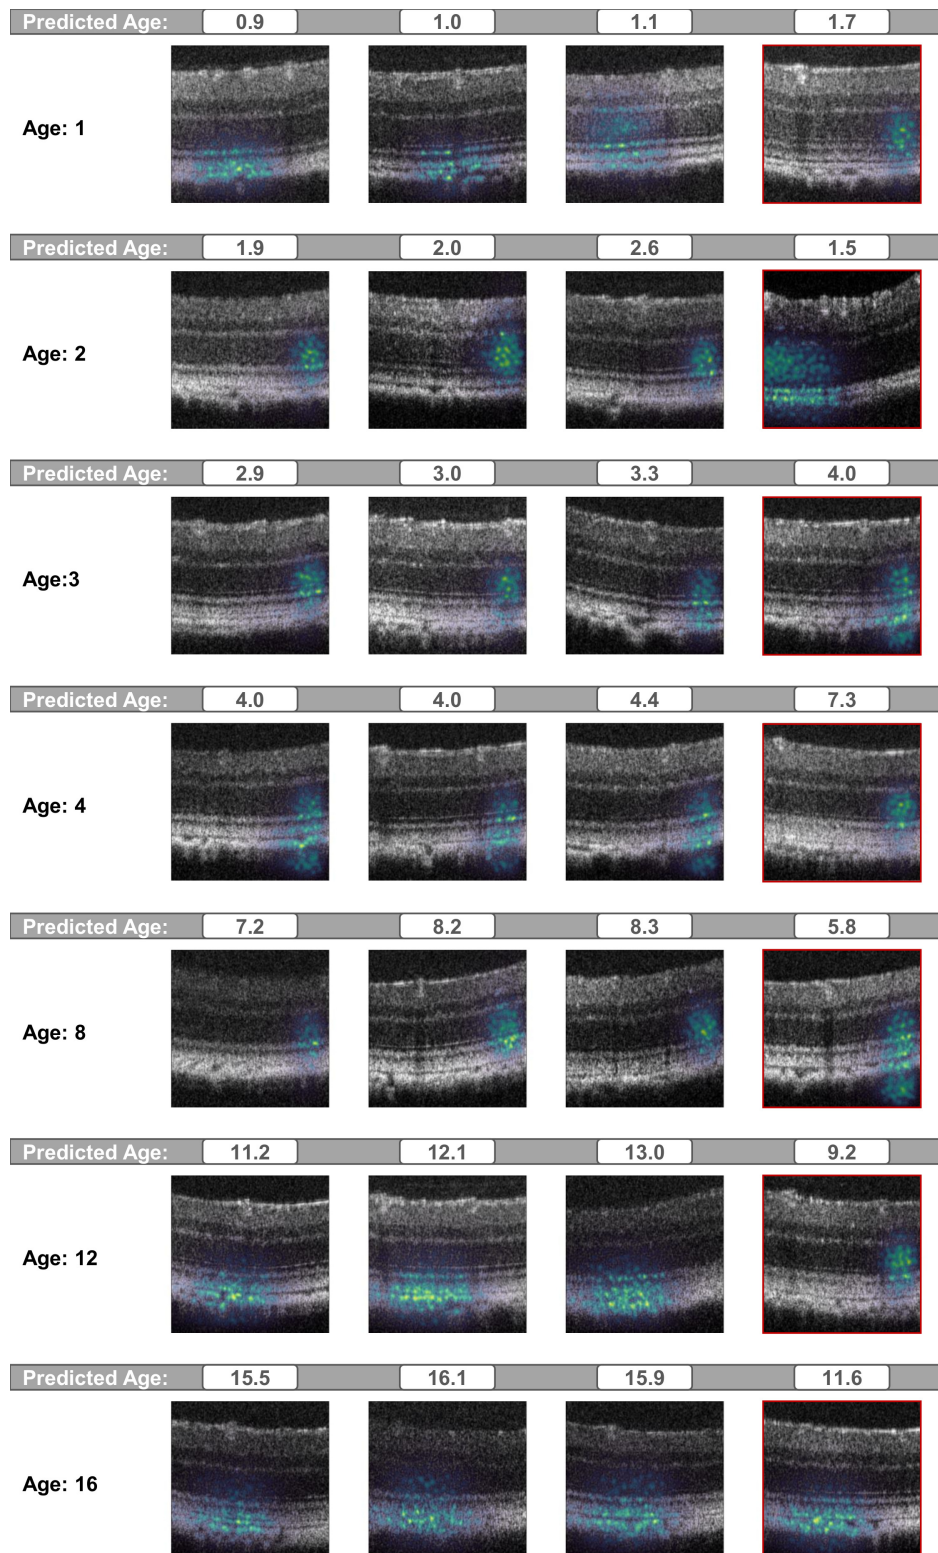 Predicted Age: 0.9 1.0 1.1 1.7
Age: 1
Predicted Age: 1.9 2.0 2.6 1.5
Age: 2
Predicted Age: 2.9 3.0 3.3 4.0
Age:3
Predicted Age: 4.0 4.0 4.4 7.3
Age: 4
Predicted Age: 7.2 8.2 8.3 5.8
Age: 8
Predicted Age: 11.2 12.1 13.0 9.2
Age: 12
Predicted Age: 15.5 16.1 15.9 11.6
Age: 16